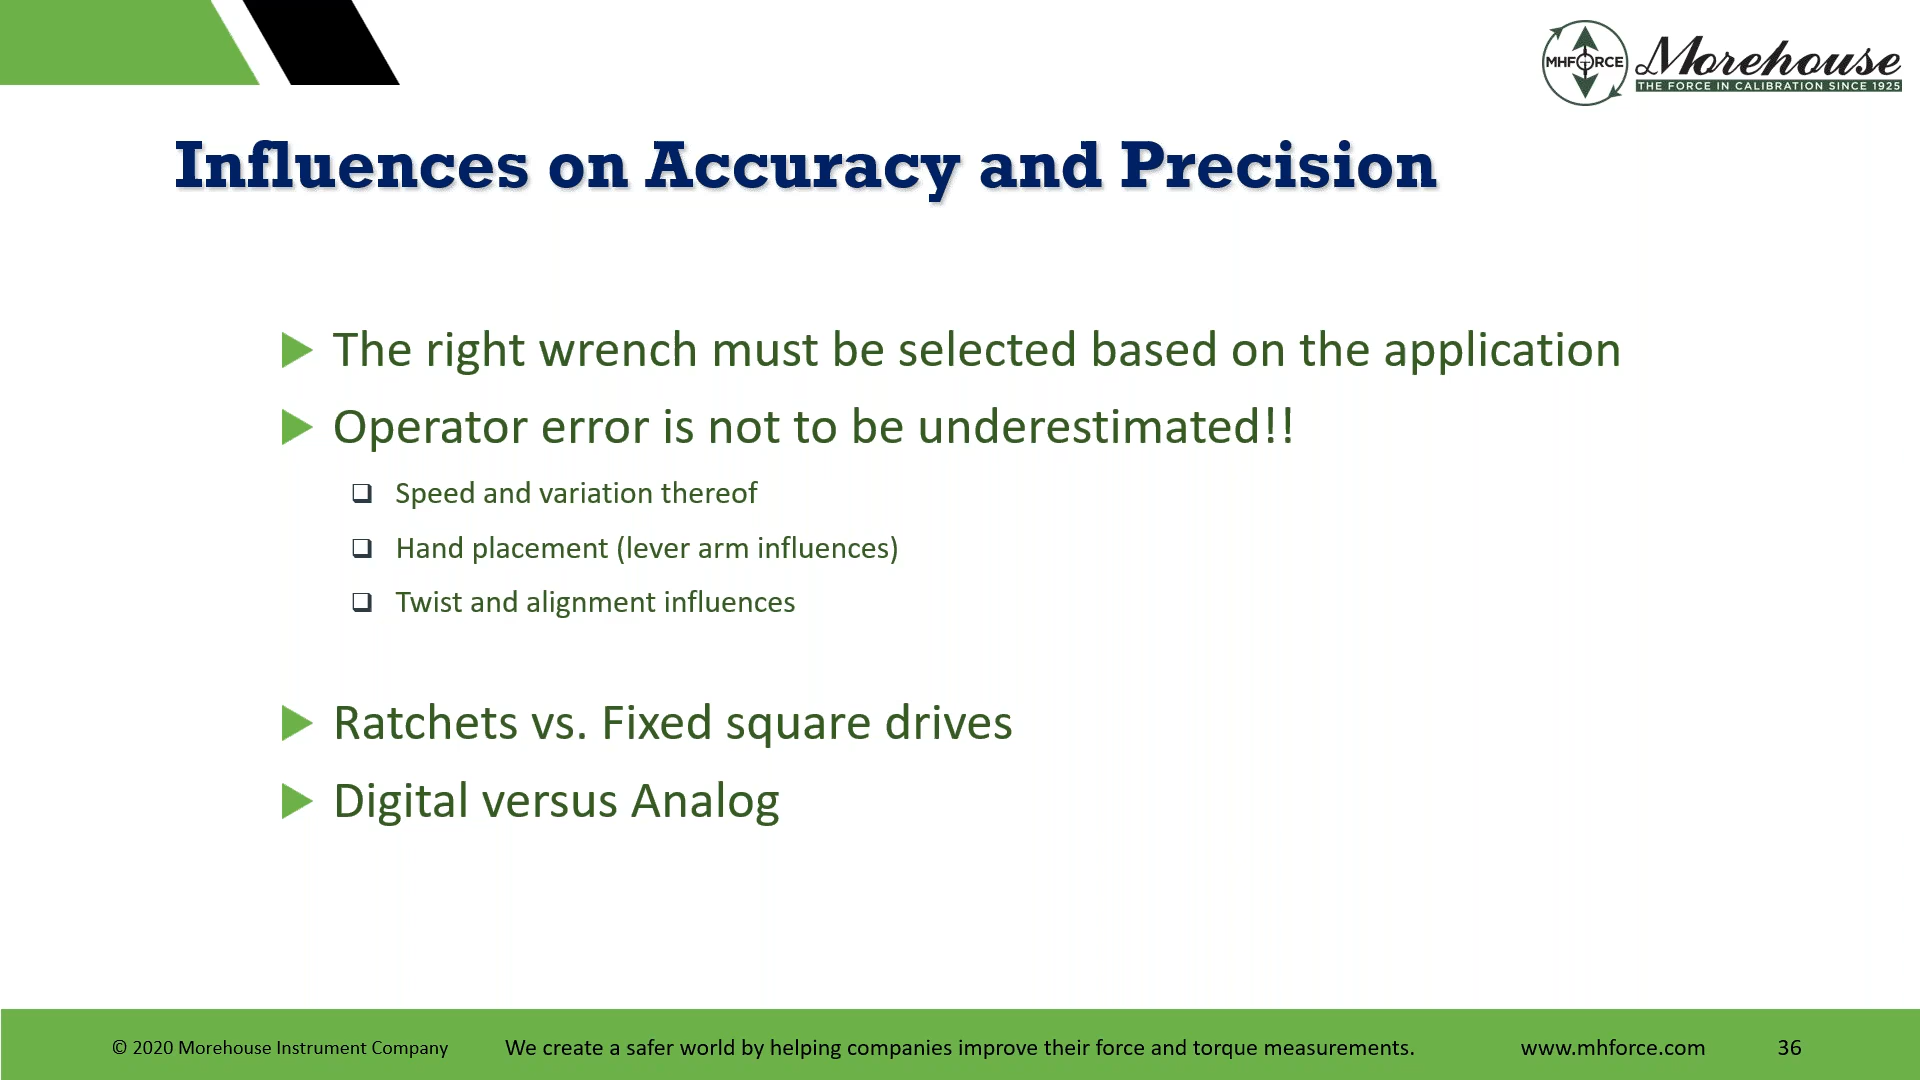 MHFORCE
Morehouse
THE FORCE IN CALIBRATION SINCE 1925
Influences on Accuracy and Precision
The right wrench must be selected based on the application
Operator error is not to be underestimated!!
Speed and variation thereof
Hand placement (lever arm influences)
Twist and alignment influences
Ratchets vs. Fixed square drives
Digital versus Analog
© 2020 Morehouse Instrument Company We create a safer world by helping companies improve their force and torque measurements. www.mhforce.com 36